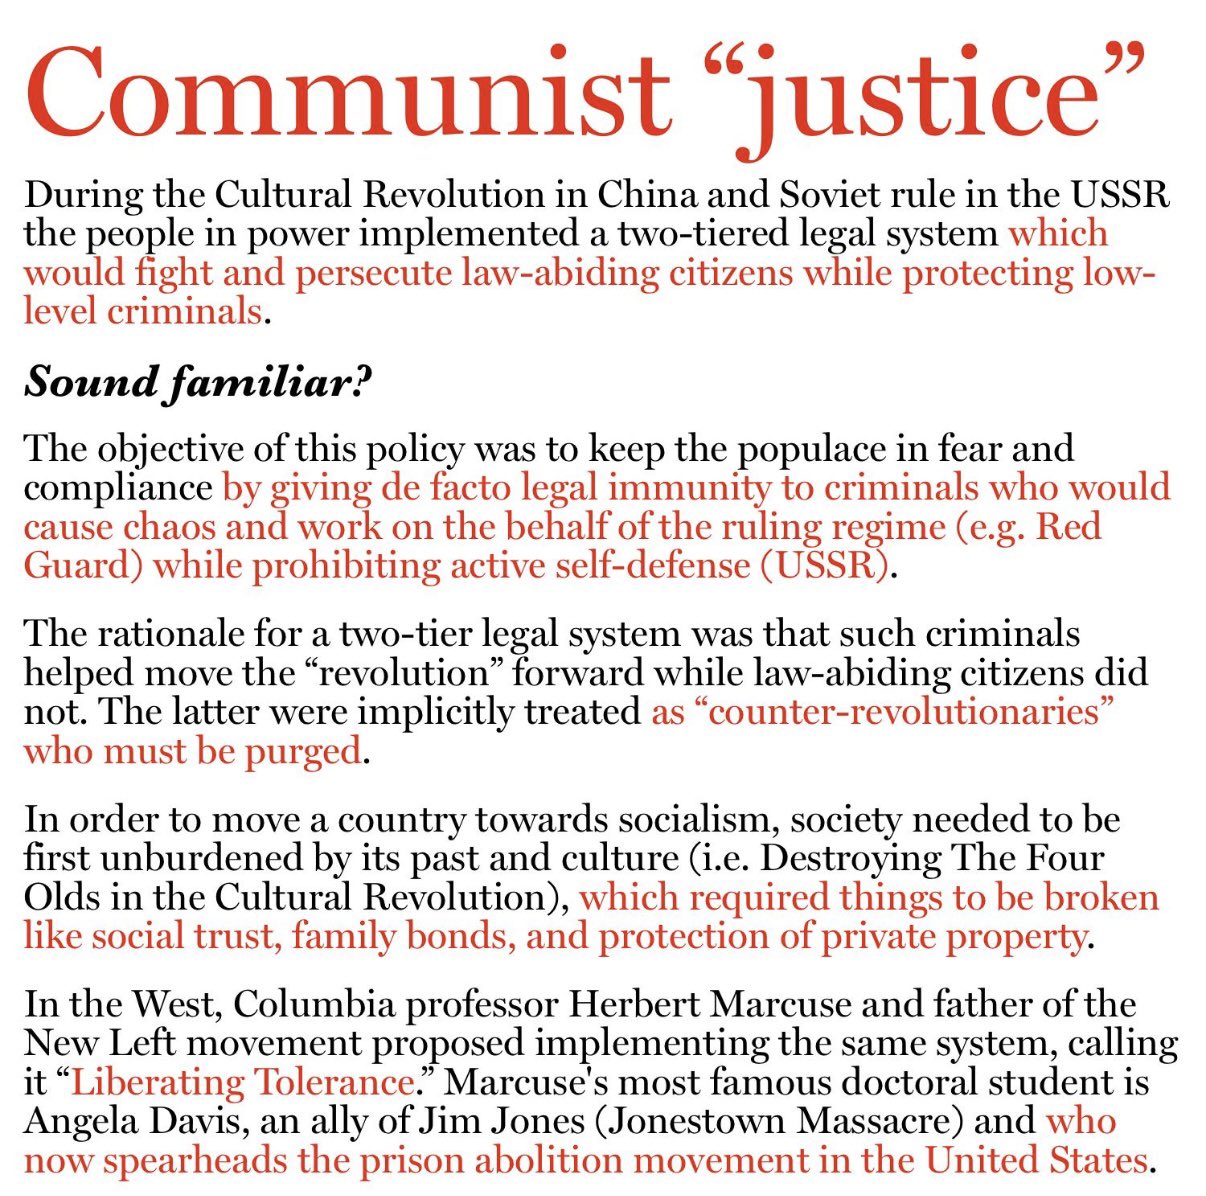 Communist “justice”
During the Cultural Revolution in China and Soviet rule in the USSR
the people in power implemented a two-tiered legal system which
would fight and persecute law-abiding citizens while protecting low-
level criminals.
Sound familiar?
The objective of this policy was to keep the populace in fear and
compliance by giving de facto legal immunity to criminals who would
cause chaos and work on the behalf of the ruling regime (e.g. Red
Guard) while prohibiting active self-defense (USSR).
The rationale for a two-tier legal system was that such criminals
helped move the “revolution” forward while law-abiding citizens did
not. The latter were implicitly treated as “counter-revolutionaries”
who must be purged.
In order to move a country towards socialism, society needed to be
first unburdened by its past and culture (i.e. Destroying The Four
Olds in the Cultural Revolution), which required things to be broken
like social trust, family bonds, and protection of private property.
In the West, Columbia professor Herbert Marcuse and father of the
New Left movement proposed implementing the same system, calling
it “Liberating Tolerance.” Marcuse's most famous doctoral student is
Angela Davis, an ally of Jim Jones (Jonestown Massacre) and who
now spearheads the prison abolition movement in the United States.